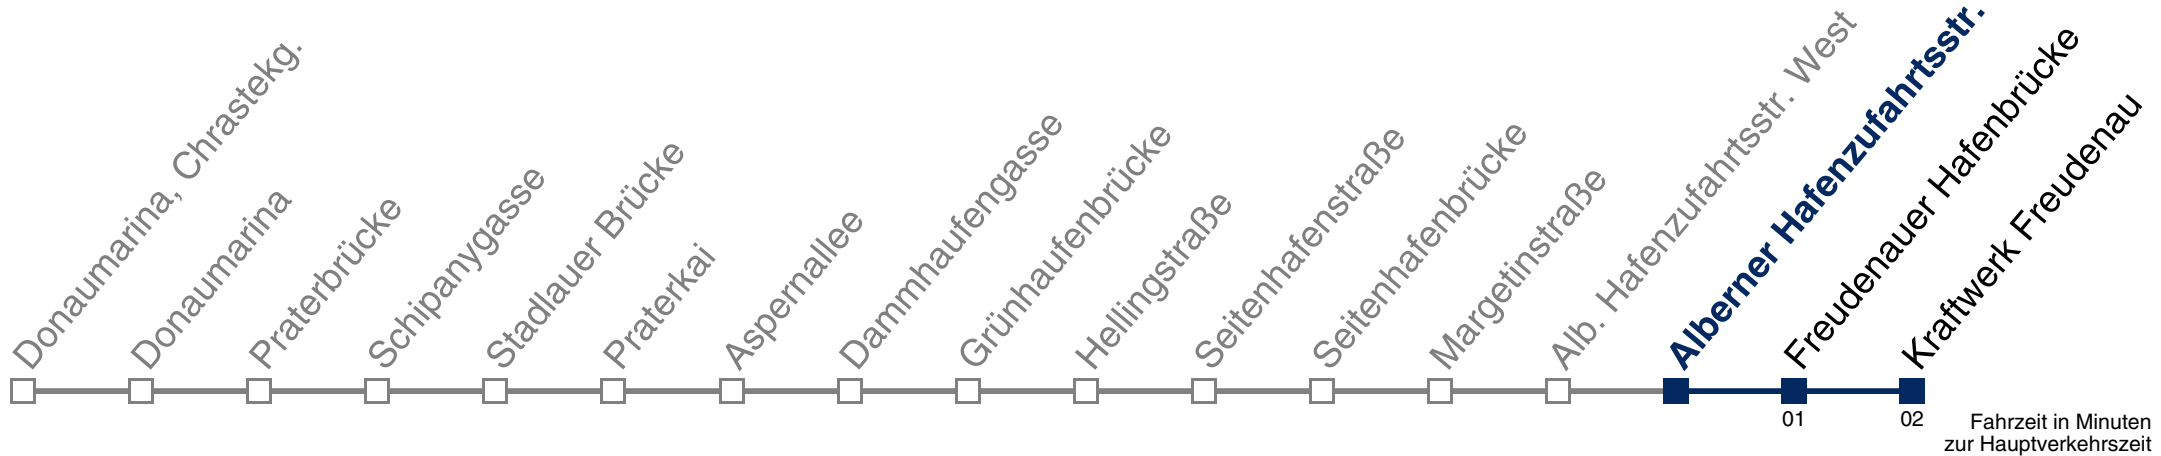 Donaumarina, Chrastekg.
Donaumarina
Praterbrücke
Schipanygasse
Stadlauer Brücke
Praterkai
Aspernallee
Dammhaufengasse
Grünhaufenbrücke
Hellingstraße
Seitenhafenstraße
Seitenhafenbrücke
Margetinstraße
Alb. Hafenzufahrtsstr. West
Alberner Hafenzufahrtsstr.
Freudenauer Hafenbrücke
Kraftwerk Freudenau
01
02
Fahrzeit in Minuten
zur Hauptverkehrszeit